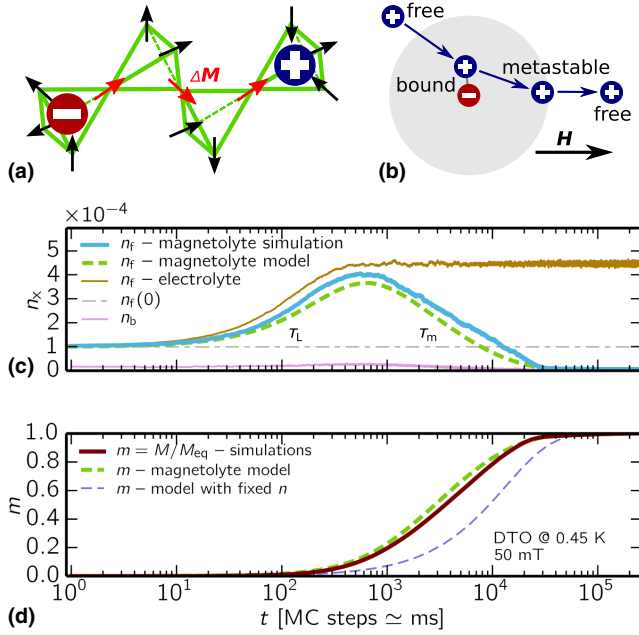 ΔM
(a)
free
bound
metastable
free
H
(b)
×10⁻⁴
n_f − magnetolyte simulation
n_f − magnetolyte model
n_f − electrolyte
n_f(0)
n_b
5
4
3
2
1
0
n_x
τ_L
τ_m
(c)
1.0
0.8
0.6
0.4
0.2
0.0
m
m = M/M_eq − simulations
m − magnetolyte model
m − model with fixed n
DTO @ 0.45 K
50 mT
10⁰ 10¹ 10² 10³ 10⁴ 10⁵
t [MC steps ≃ ms]
(d)